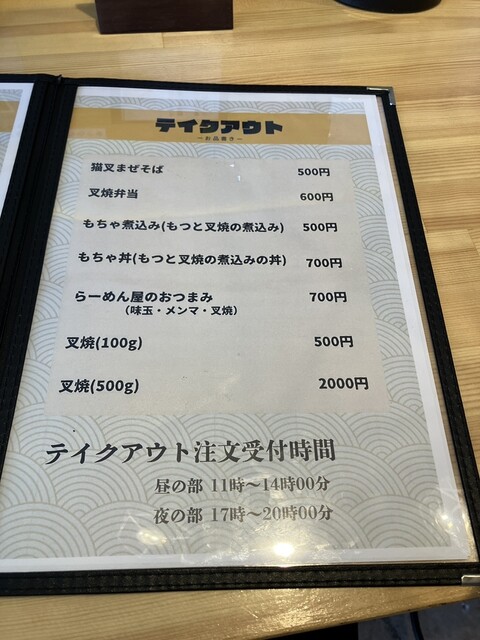 テイクアウト
－お品書き－
猫叉まぜそば 500円
叉焼弁当 600円
もちゃ煮込み(もつと叉焼の煮込み) 500円
もちゃ丼(もつと叉焼の煮込みの丼) 700円
らーめん屋のおつまみ 700円
(味玉・メンマ・叉焼)
叉焼(100g) 500円
叉焼(500g) 2000円
テイクアウト注文受付時間
昼の部 11時～14時00分
夜の部 17時～20時00分